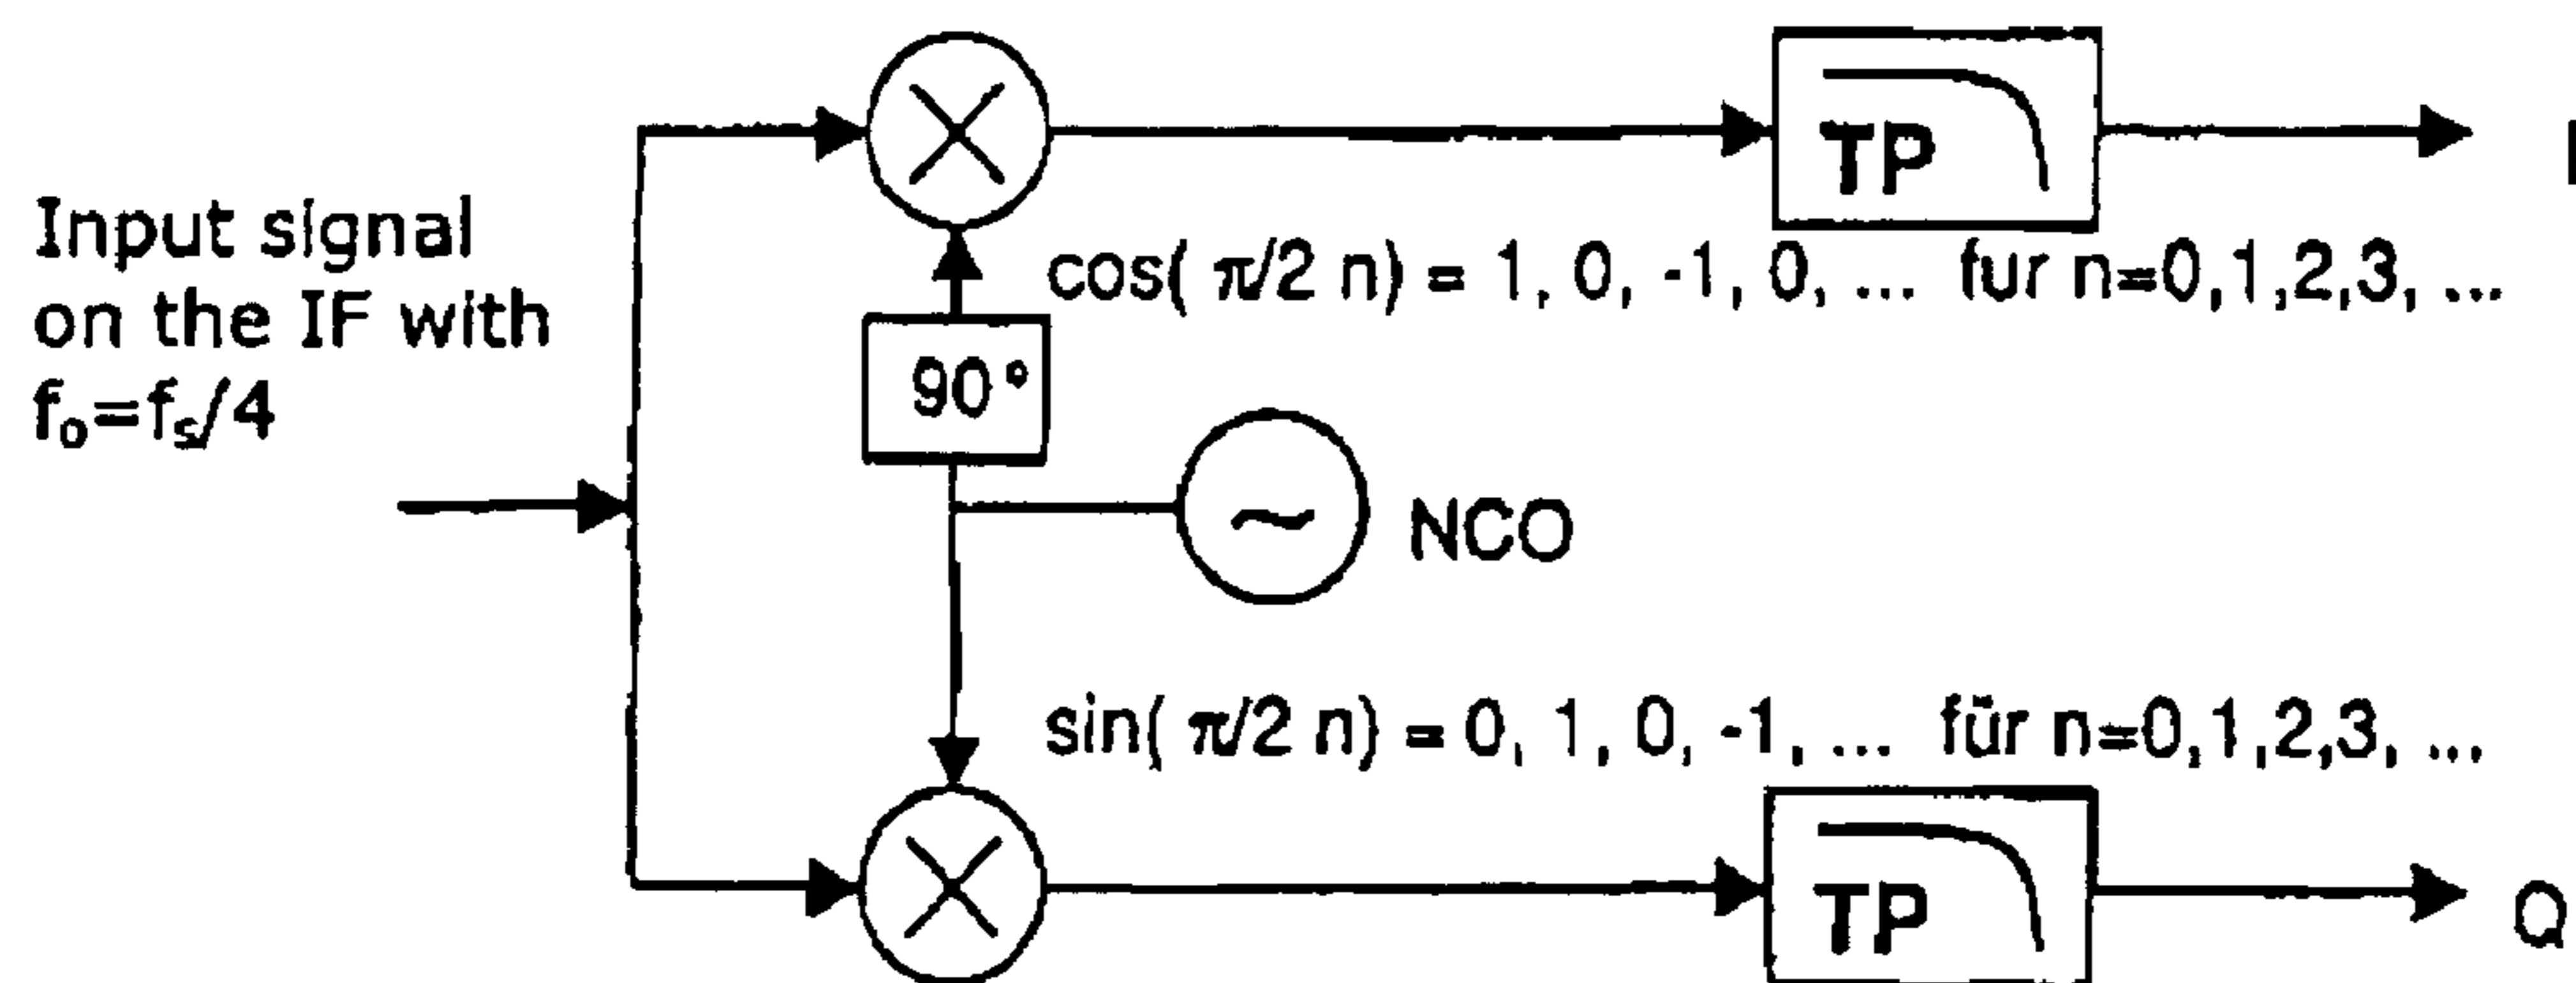 Input signal
on the IF with
f₀=fₛ/4
TP
I
cos( π/2 n) = 1, 0, -1, 0, ... fur n=0,1,2,3, ...
90°
NCO
sin( π/2 n) = 0, 1, 0, -1, ... für n=0,1,2,3, ...
TP
Q